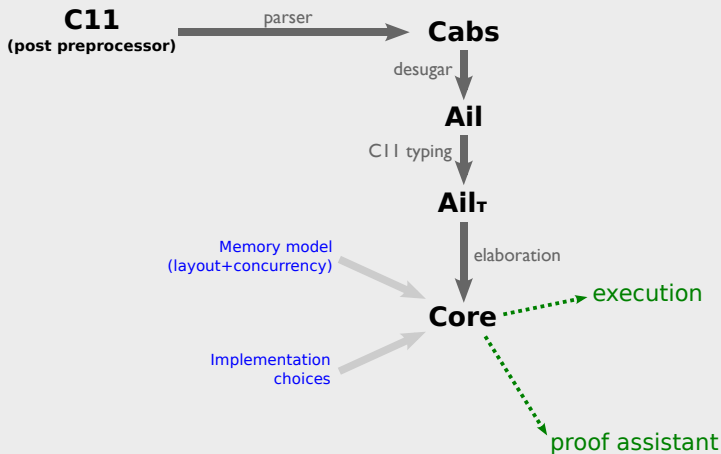 C11
(post preprocessor)
parser
Cabs
desugar
Ail
C11 typing
Ailτ
elaboration
Memory model
(layout+concurrency)
execution
Core
Implementation
choices
proof assistant